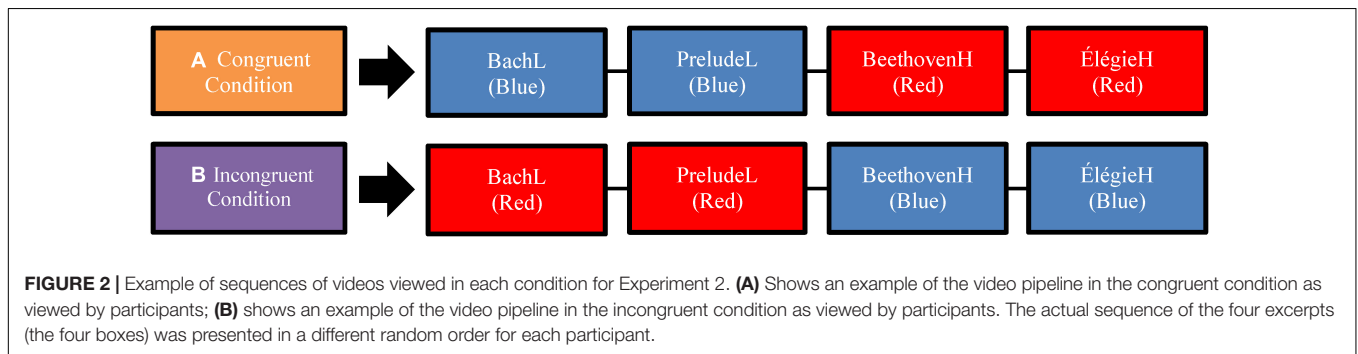 A Congruent
Condition
BachL
(Blue)
PreludeL
(Blue)
BeethovenH
(Red)
ÉlégieH
(Red)
B Incongruent
Condition
BachL
(Red)
PreludeL
(Red)
BeethovenH
(Blue)
ÉlégieH
(Blue)
FIGURE 2 | Example of sequences of videos viewed in each condition for Experiment 2. (A) Shows an example of the video pipeline in the congruent condition as
viewed by participants; (B) shows an example of the video pipeline in the incongruent condition as viewed by participants. The actual sequence of the four excerpts
(the four boxes) was presented in a different random order for each participant.